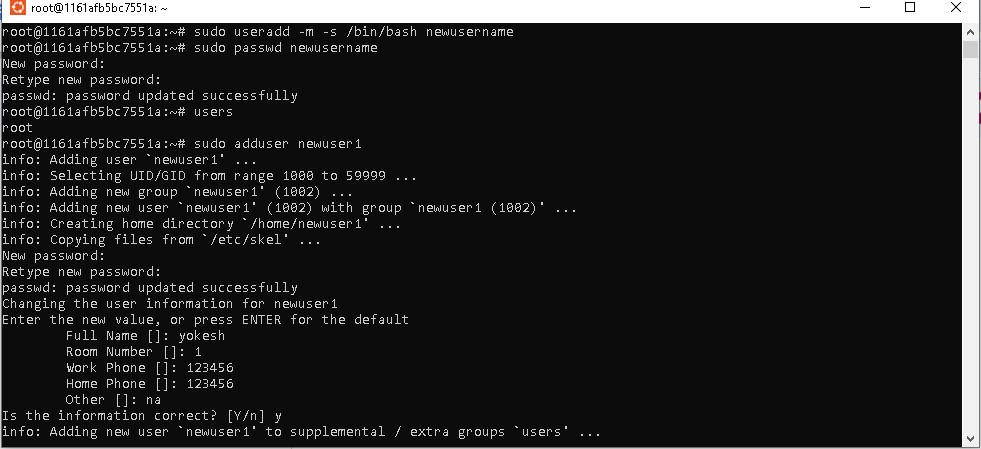 root@1161afb5bc7551a: ~
root@1161afb5bc7551a:~# sudo useradd -m -s /bin/bash newusername
root@1161afb5bc7551a:~# sudo passwd newusername
New password:
Retype new password:
passwd: password updated successfully
root@1161afb5bc7551a:~# users
root
root@1161afb5bc7551a:~# sudo adduser newuser1
info: Adding user `newuser1' ...
info: Selecting UID/GID from range 1000 to 59999 ...
info: Adding new group `newuser1' (1002) ...
info: Adding new user `newuser1' (1002) with group `newuser1 (1002)' ...
info: Creating home directory `/home/newuser1' ...
info: Copying files from `/etc/skel' ...
New password:
Retype new password:
passwd: password updated successfully
Changing the user information for newuser1
Enter the new value, or press ENTER for the default
Full Name []: yokesh
Room Number []: 1
Work Phone []: 123456
Home Phone []: 123456
Other []: na
Is the information correct? [Y/n] y
info: Adding new user `newuser1' to supplemental / extra groups `users' ...